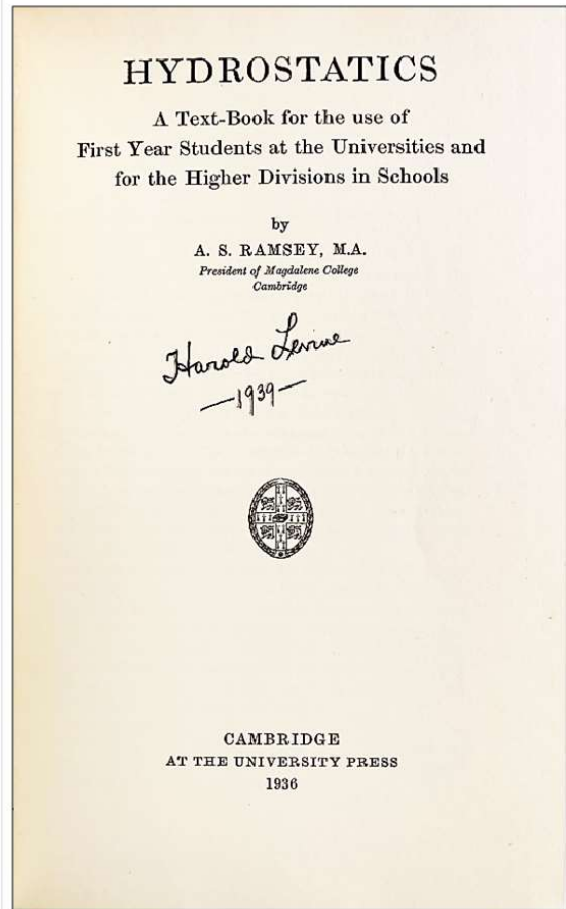 HYDROSTATICS
A Text-Book for the use of
First Year Students at the Universities and
for the Higher Divisions in Schools
by
A. S. RAMSEY, M.A.
President of Magdalene College
Cambridge
Harold Levine
—1939—
CAMBRIDGE
AT THE UNIVERSITY PRESS
1936